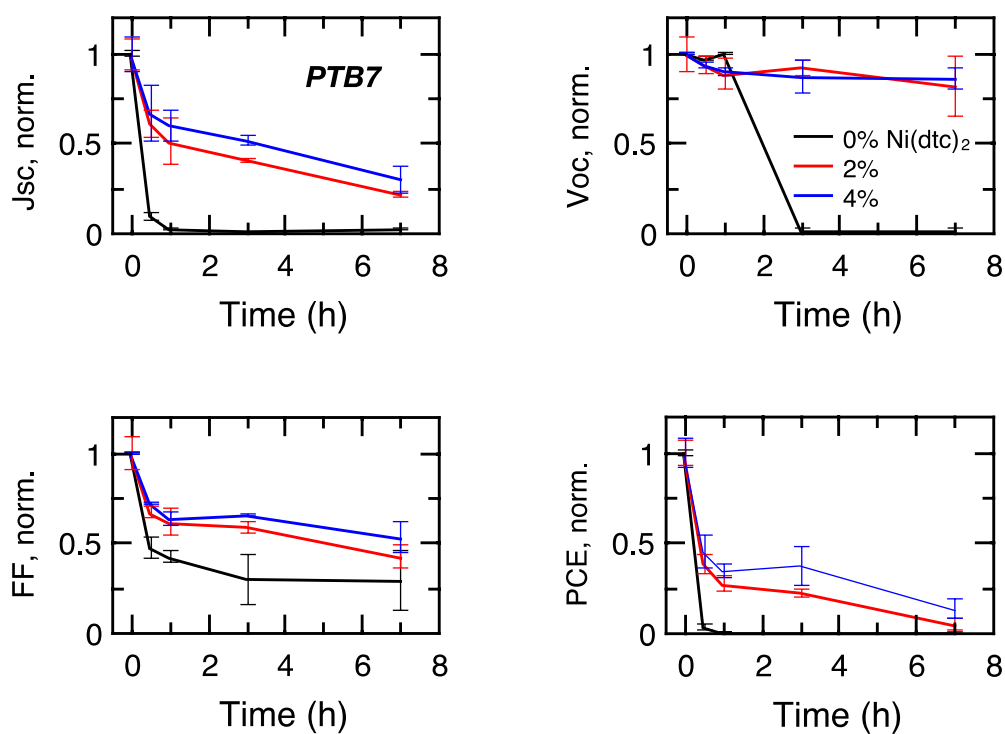 Jsc, norm.
1
0.5
0
PTB7
0 2 4 6 8
Time (h)
Voc, norm.
1
0.5
0
0% Ni(dtc)2
2%
4%
0 2 4 6 8
Time (h)
FF, norm.
1
0.5
0
0 2 4 6 8
Time (h)
PCE, norm.
1
0.5
0
0 2 4 6 8
Time (h)